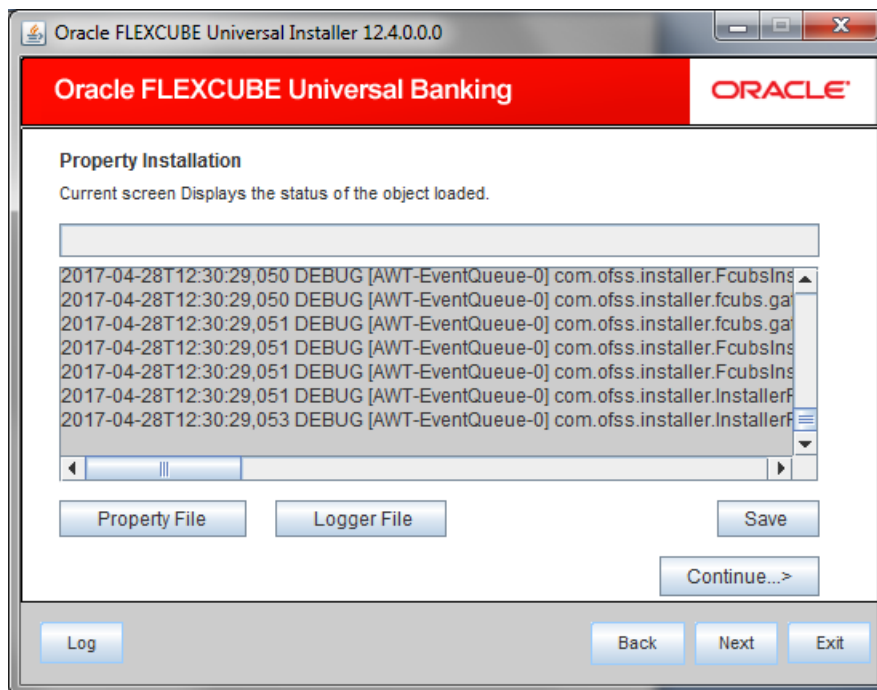 Oracle FLEXCUBE Universal Installer 12.4.0.0.0
Oracle FLEXCUBE Universal Banking
ORACLE
Property Installation
Current screen Displays the status of the object loaded.
2017-04-28T12:30:29,050 DEBUG [AWT-EventQueue-0] com.ofss.installer.FcubsIns
2017-04-28T12:30:29,050 DEBUG [AWT-EventQueue-0] com.ofss.installer.fcubs.ga
2017-04-28T12:30:29,051 DEBUG [AWT-EventQueue-0] com.ofss.installer.fcubs.ga
2017-04-28T12:30:29,051 DEBUG [AWT-EventQueue-0] com.ofss.installer.FcubsIns
2017-04-28T12:30:29,051 DEBUG [AWT-EventQueue-0] com.ofss.installer.FcubsIns
2017-04-28T12:30:29,051 DEBUG [AWT-EventQueue-0] com.ofss.installer.InstallerF
2017-04-28T12:30:29,053 DEBUG [AWT-EventQueue-0] com.ofss.installer.InstallerF
Property File Logger File Save
Continue...>
Log Back Next Exit